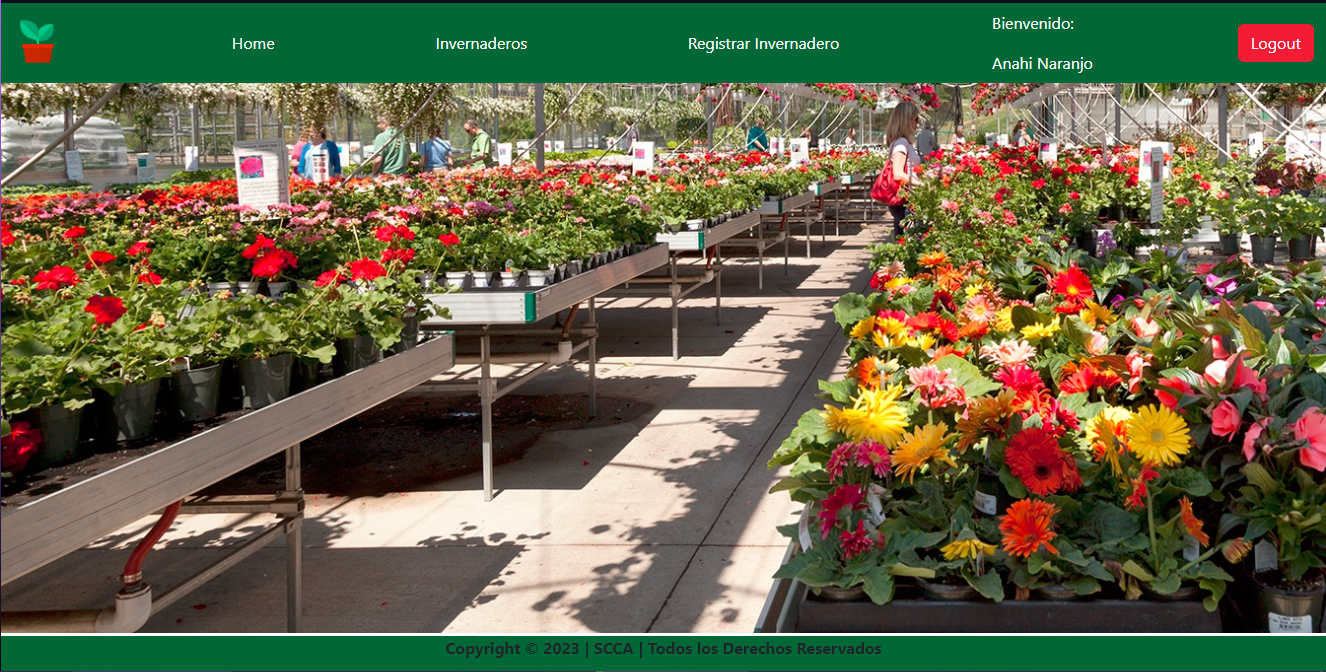 Home
Invernaderos
Registrar Invernadero
Bienvenido:
Anahi Naranjo
Logout
Copyright © 2023 | SCCA | Todos los Derechos Reservados